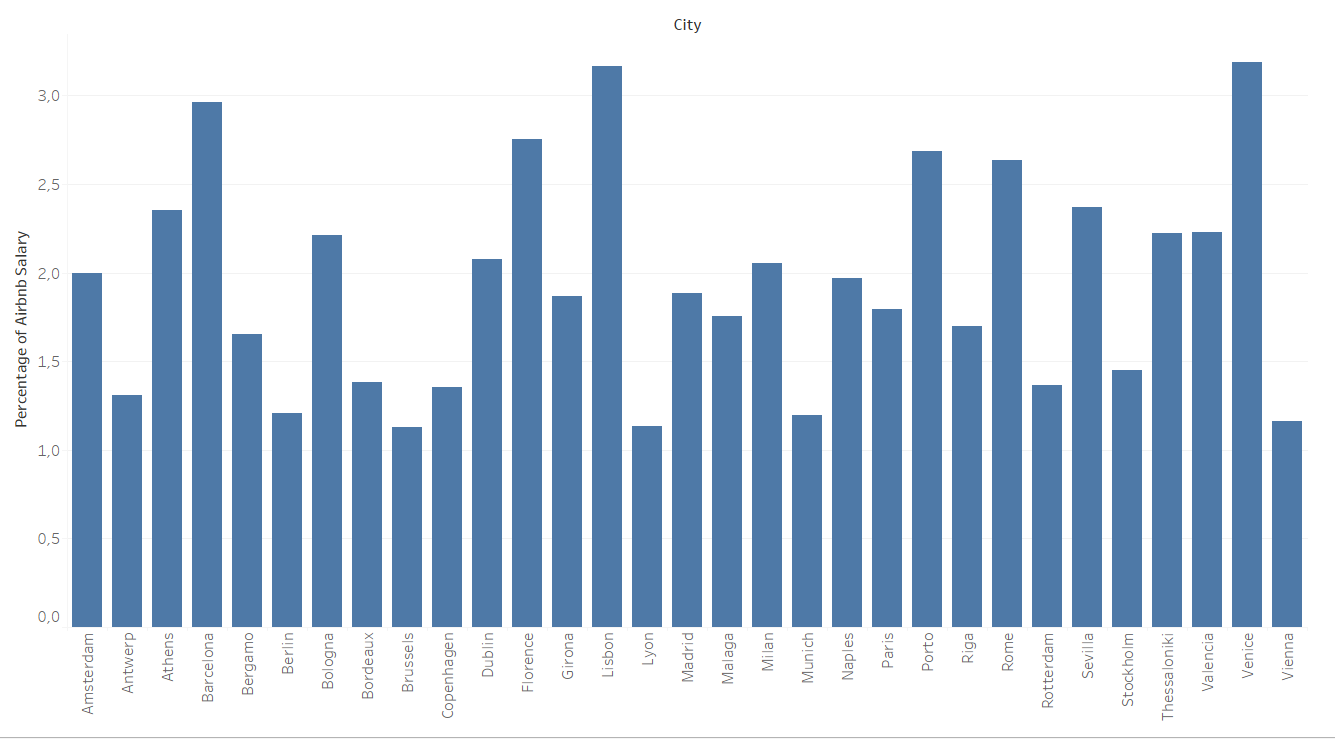 City
Percentage of Airbnb Salary
3,0
2,5
2,0
1,5
1,0
0,5
0,0
Amsterdam
Antwerp
Athens
Barcelona
Bergamo
Berlin
Bologna
Bordeaux
Brussels
Copenhagen
Dublin
Florence
Girona
Lisbon
Lyon
Madrid
Malaga
Milan
Munich
Naples
Paris
Porto
Riga
Rome
Rotterdam
Sevilla
Stockholm
Thessaloniki
Valencia
Venice
Vienna